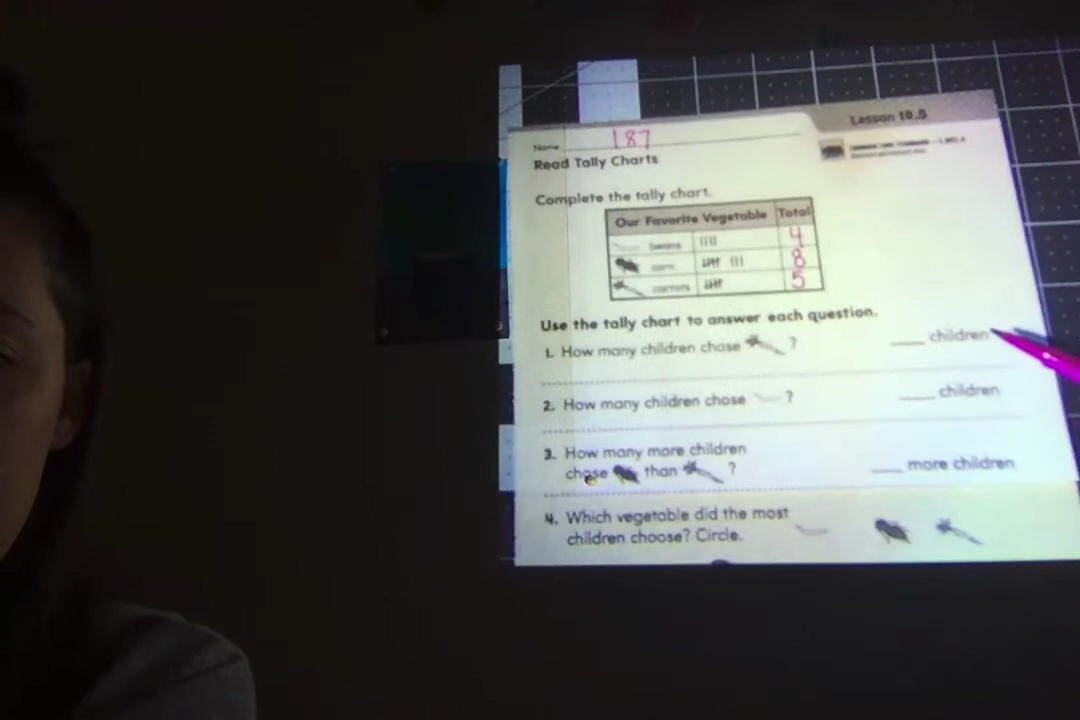 Lesson 10.5
Name 187
Read Tally Charts
Complete the tally chart.
Our Favorite Vegetable Total
beans 4
corn 8
carrots 5
Use the tally chart to answer each question.
1. How many children chose ? ___ children
2. How many children chose ? ___ children
3. How many more children
chose than ? ___ more children
4. Which vegetable did the most
children choose? Circle.